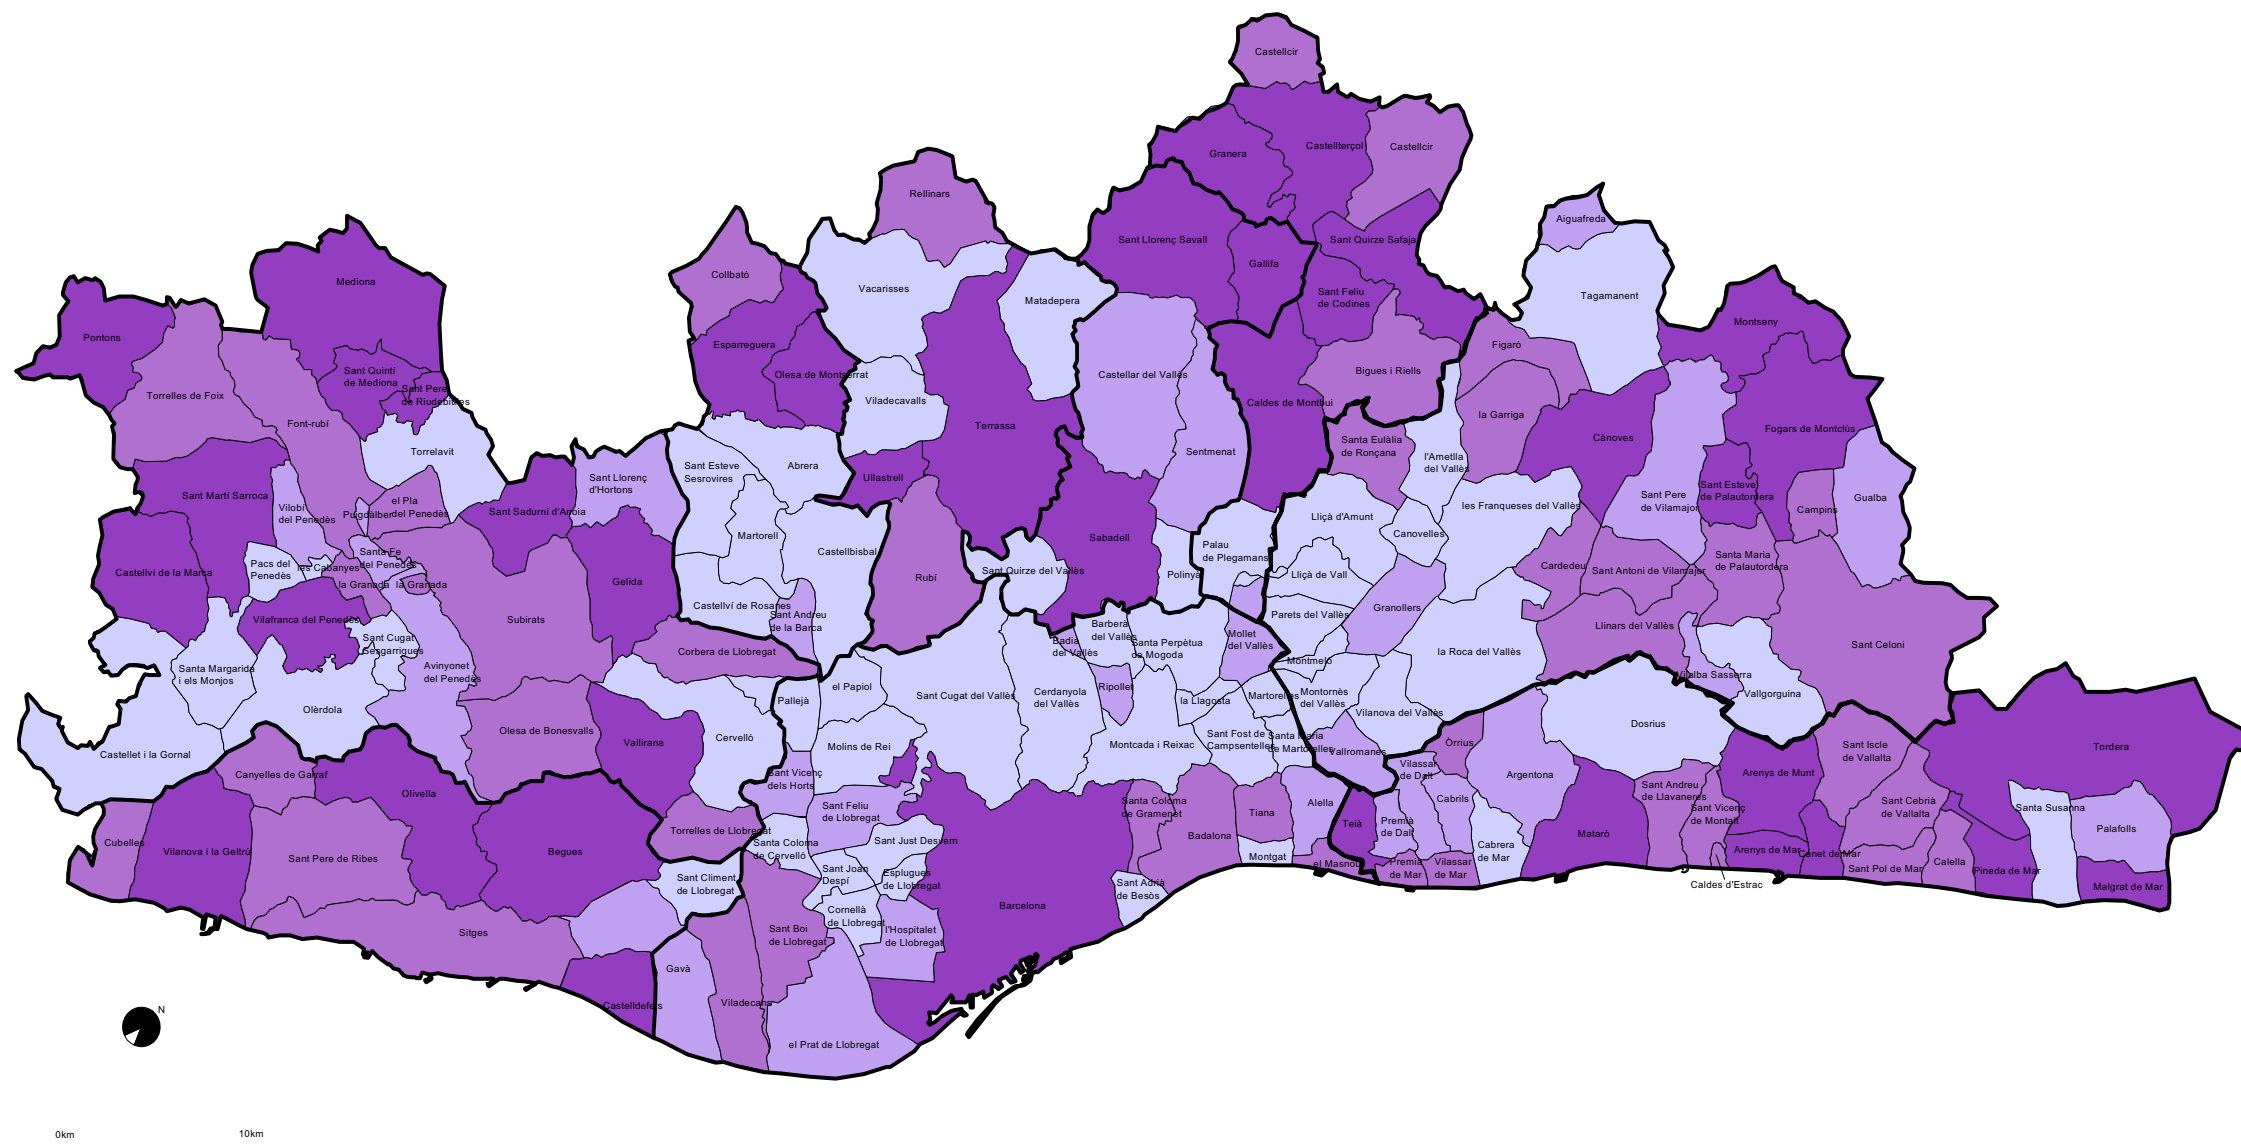 Castellcir
Granera
Castellterçol
Castellcir
Rellinars
Aiguafreda
Sant Llorenç Savall
Sant Quirze Safaja
Gallifa
Collbató
Mediona
Vacarisses
Matadepera
Sant Feliu
de Codines
Tagamanent
Montseny
Pontons
Esparreguera
Figaró
Sant Quintí
de Mediona
Olesa de Montserrat
Castellar del Vallès
Bigues i Riells
Sant Pere
de Riudebitlles
Torrelles de Foix
Viladecavalls
Caldes de Montbui
la Garriga
Font-rubí
Terrassa
Cànoves
Fogars de Montclús
Torrelavit
Abrera
Sentmenat
Santa Eulàlia
de Ronçana
l'Ametlla
del Vallès
Sant Esteve
Sesrovires
Sant Llorenç
d'Hortons
Ullastrell
Sant Martí Sarroca
Sant Esteve
de Palautordera
Gualba
Sant Pere
de Vilamajor
el Pla
del Penedès
Puigdàlber
Vilobí
del Penedès
Sant Sadurní d'Anoia
les Franqueses del Vallès
Campins
Lliçà d'Amunt
Canovelles
Martorell
Sabadell
Castellbisbal
Palau
de Plegamans
Santa Fe
del Penedès
Santa Maria
de Palautordera
Pacs del
Penedès
les Cabanyes
Castellví de la Marca
Sant Quirze del Vallès
Polinyà
Lliçà de Vall
Cardedeu
Sant Antoni de Vilamajor
la Granada
la Granada
Gelida
Rubí
Castellví de Rosanes
Granollers
Sant Andreu
de la Barca
Parets del Vallès
Vilafranca del Penedès
Subirats
Barberà
del Vallès
Llinars del Vallès
Sant Cugat
Sesgarrigues
Badia
del Vallès
Santa Perpètua
de Mogoda
Mollet
del Vallès
Sant Celoni
Corbera de Llobregat
la Roca del Vallès
Montmeló
Santa Margarida
i els Monjos
Avinyonet
del Penedès
Vilalba Sasserra
el Papiol
Ripollet
Vallgorguina
Pallejà
Sant Cugat del Vallès
Cerdanyola
del Vallès
la Llagosta
Martorelles
Montornès
del Vallès
Olèrdola
Vilanova del Vallès
Dosrius
Olesa de Bonesvalls
Vallirana
Cervelló
Molins de Rei
Montcada i Reixac
Sant Fost de
Campsentelles
Santa Maria
de Martorelles
Vallromanes
Òrrius
Sant Iscle
de Vallalta
Tordera
Castellet i la Gornal
Canyelles de Garraf
Sant Vicenç
dels Horts
Vilassar
de Dalt
Argentona
Arenys de Munt
Olivella
Sant Andreu
de Llavaneres
Sant Feliu
de Llobregat
Santa Coloma
de Gramenet
Tiana
Alella
Cabrils
Sant Vicenç
de Montalt
Sant Cebrià
de Vallalta
Santa Susanna
Palafolls
Torrelles de Llobregat
Badalona
Teià
Premià
de Dalt
Mataró
Cubelles
Vilanova i la Geltrú
Sant Pere de Ribes
Begues
Santa Coloma
de Cervelló
Sant Just Desvern
Montgat
Cabrera
de Mar
Arenys de Mar
Canet de Mar
el Masnou
Premià
de Mar
Vilassar
de Mar
Calella
Sant Pol de Mar
Pineda de Mar
Sant Climent
de Llobregat
Sant Joan
Despí
Esplugues
de Llobregat
Sant Adrià
de Besòs
Caldes d'Estrac
Malgrat de Mar
Cornellà
de Llobregat
Barcelona
Sitges
Sant Boi
de Llobregat
l'Hospitalet
de Llobregat
Gavà
Castelldefels
Viladecans
el Prat de Llobregat
N
0km
10km